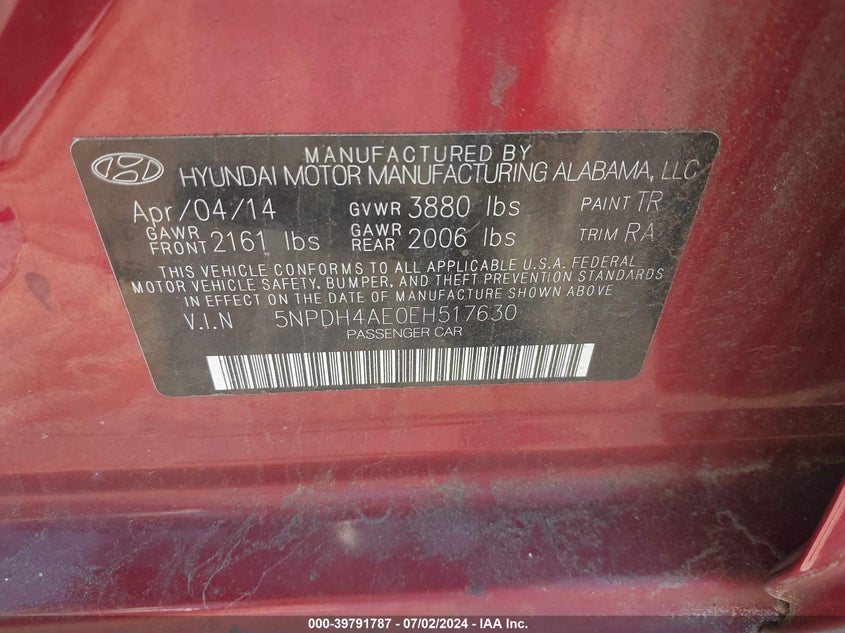 MANUFACTURED BY
HYUNDAI MOTOR MANUFACTURING ALABAMA, LLC
Apr/04/14 GVWR 3880 lbs PAINT TR
GAWR FRONT 2161 lbs GAWR REAR 2006 lbs TRIM RA
THIS VEHICLE CONFORMS TO ALL APPLICABLE U.S.A. FEDERAL
MOTOR VEHICLE SAFETY, BUMPER, AND THEFT PREVENTION STANDARDS
IN EFFECT ON THE DATE OF MANUFACTURE SHOWN ABOVE.
V.I.N 5NPDH4AE0EH517630
PASSENGER CAR
000-39791787 - 07/02/2024 - IAA Inc.